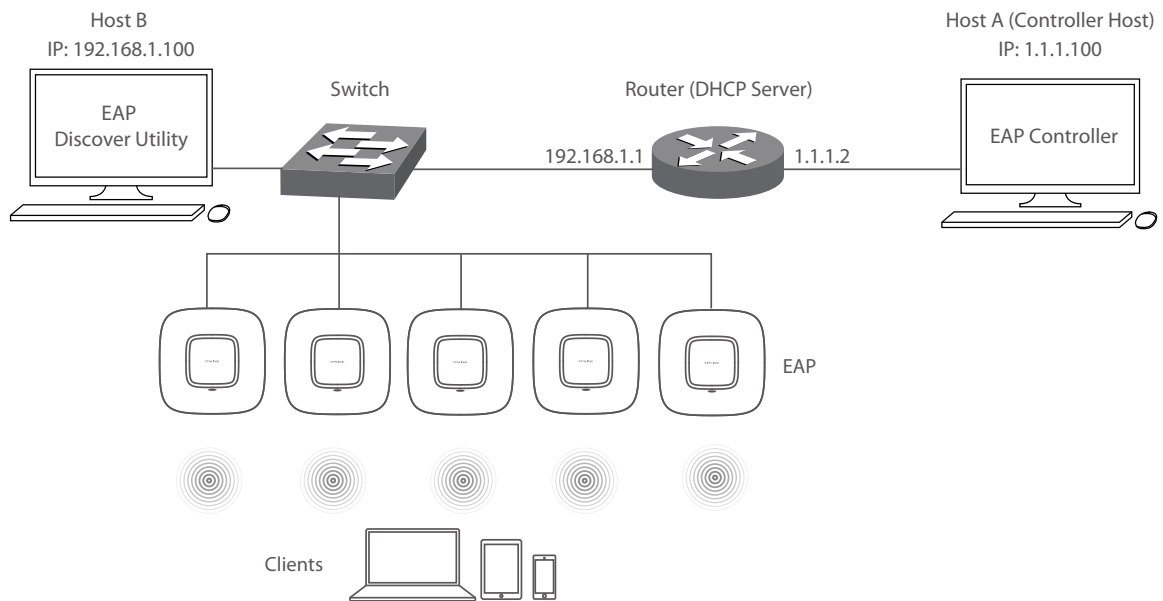 Host B
IP: 192.168.1.100
Host A (Controller Host)
IP: 1.1.1.100
Switch
Router (DHCP Server)
EAP
Discover Utility
EAP Controller
192.168.1.1
1.1.1.2
EAP
Clients